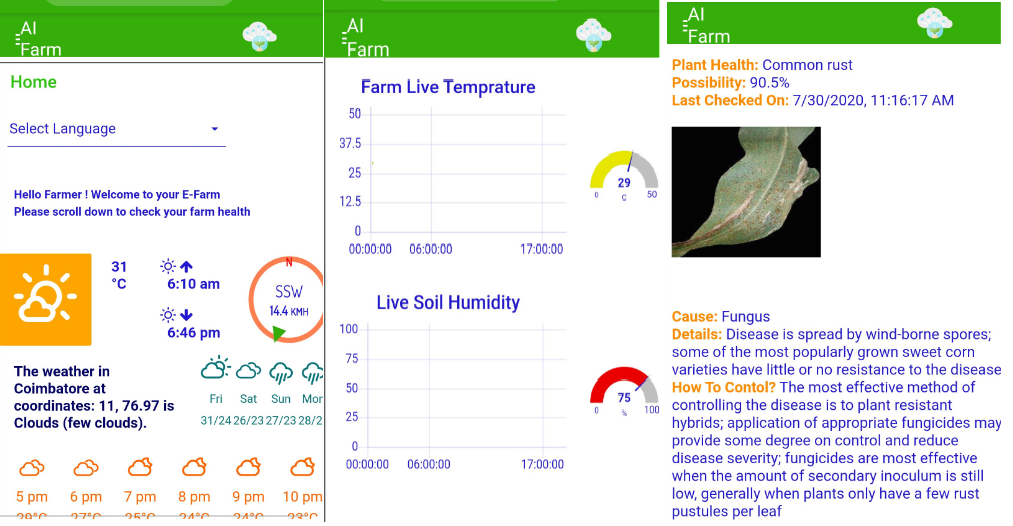 AI
Farm
Home
Select Language
Hello Farmer ! Welcome to your E-Farm
Please scroll down to check your farm health
31
°C
6:10 am
6:46 pm
N
SSW
14.4 KMH
The weather in
Coimbatore at
coordinates: 11, 76.97 is
Clouds (few clouds).
Fri Sat Sun Mon
31/24 26/23 27/23 28/2
5 pm 6 pm 7 pm 8 pm 9 pm 10 pm
29°C 27°C 25°C 24°C 24°C 23°C
AI
Farm
Farm Live Temprature
50
37.5
25
12.5
0
00:00:00 06:00:00 17:00:00
29
C
0 50
Live Soil Humidity
100
75
50
25
0
00:00:00 06:00:00 17:00:00
75
%
0 100
AI
Farm
Plant Health: Common rust
Possibility: 90.5%
Last Checked On: 7/30/2020, 11:16:17 AM
Cause: Fungus
Details: Disease is spread by wind-borne spores;
some of the most popularly grown sweet corn
varieties have little or no resistance to the disease
How To Contol? The most effective method of
controlling the disease is to plant resistant
hybrids; application of appropriate fungicides may
provide some degree on control and reduce
disease severity; fungicides are most effective
when the amount of secondary inoculum is still
low, generally when plants only have a few rust
pustules per leaf